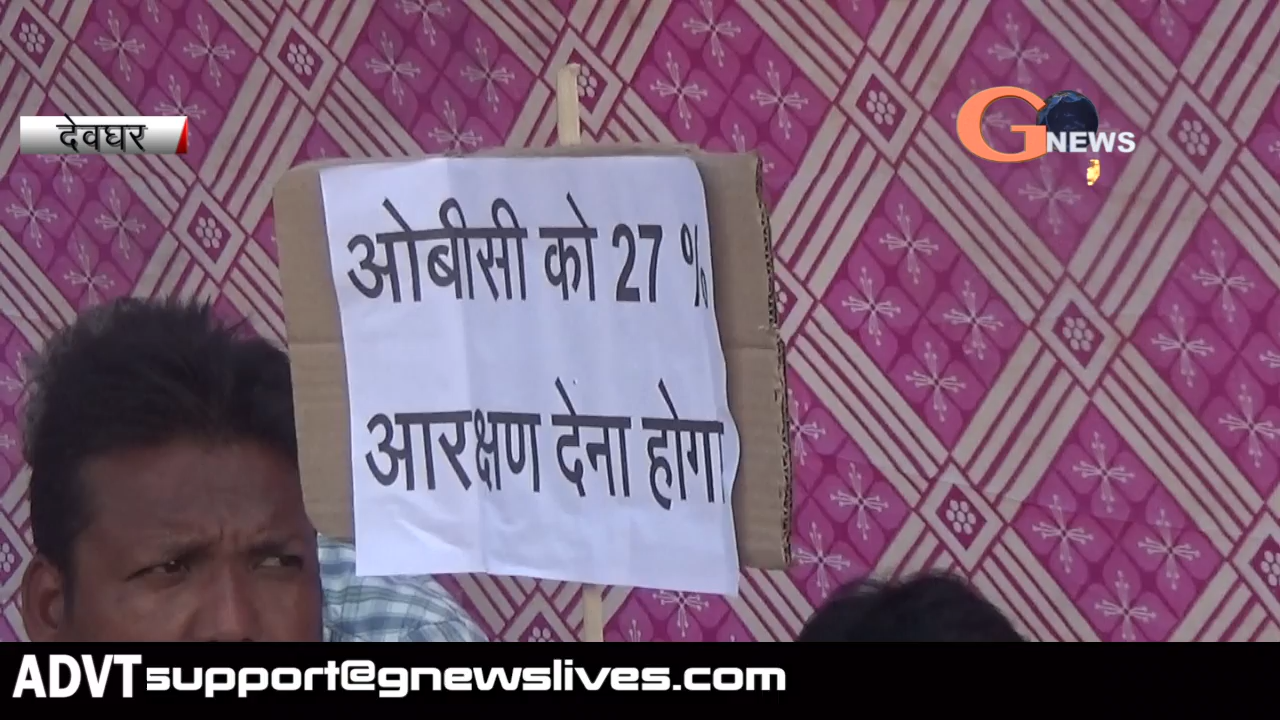 देवघर
GNEWS
ओबीसी को 27 %
आरक्षण देना होगा
ADVT support@gnewslives.com